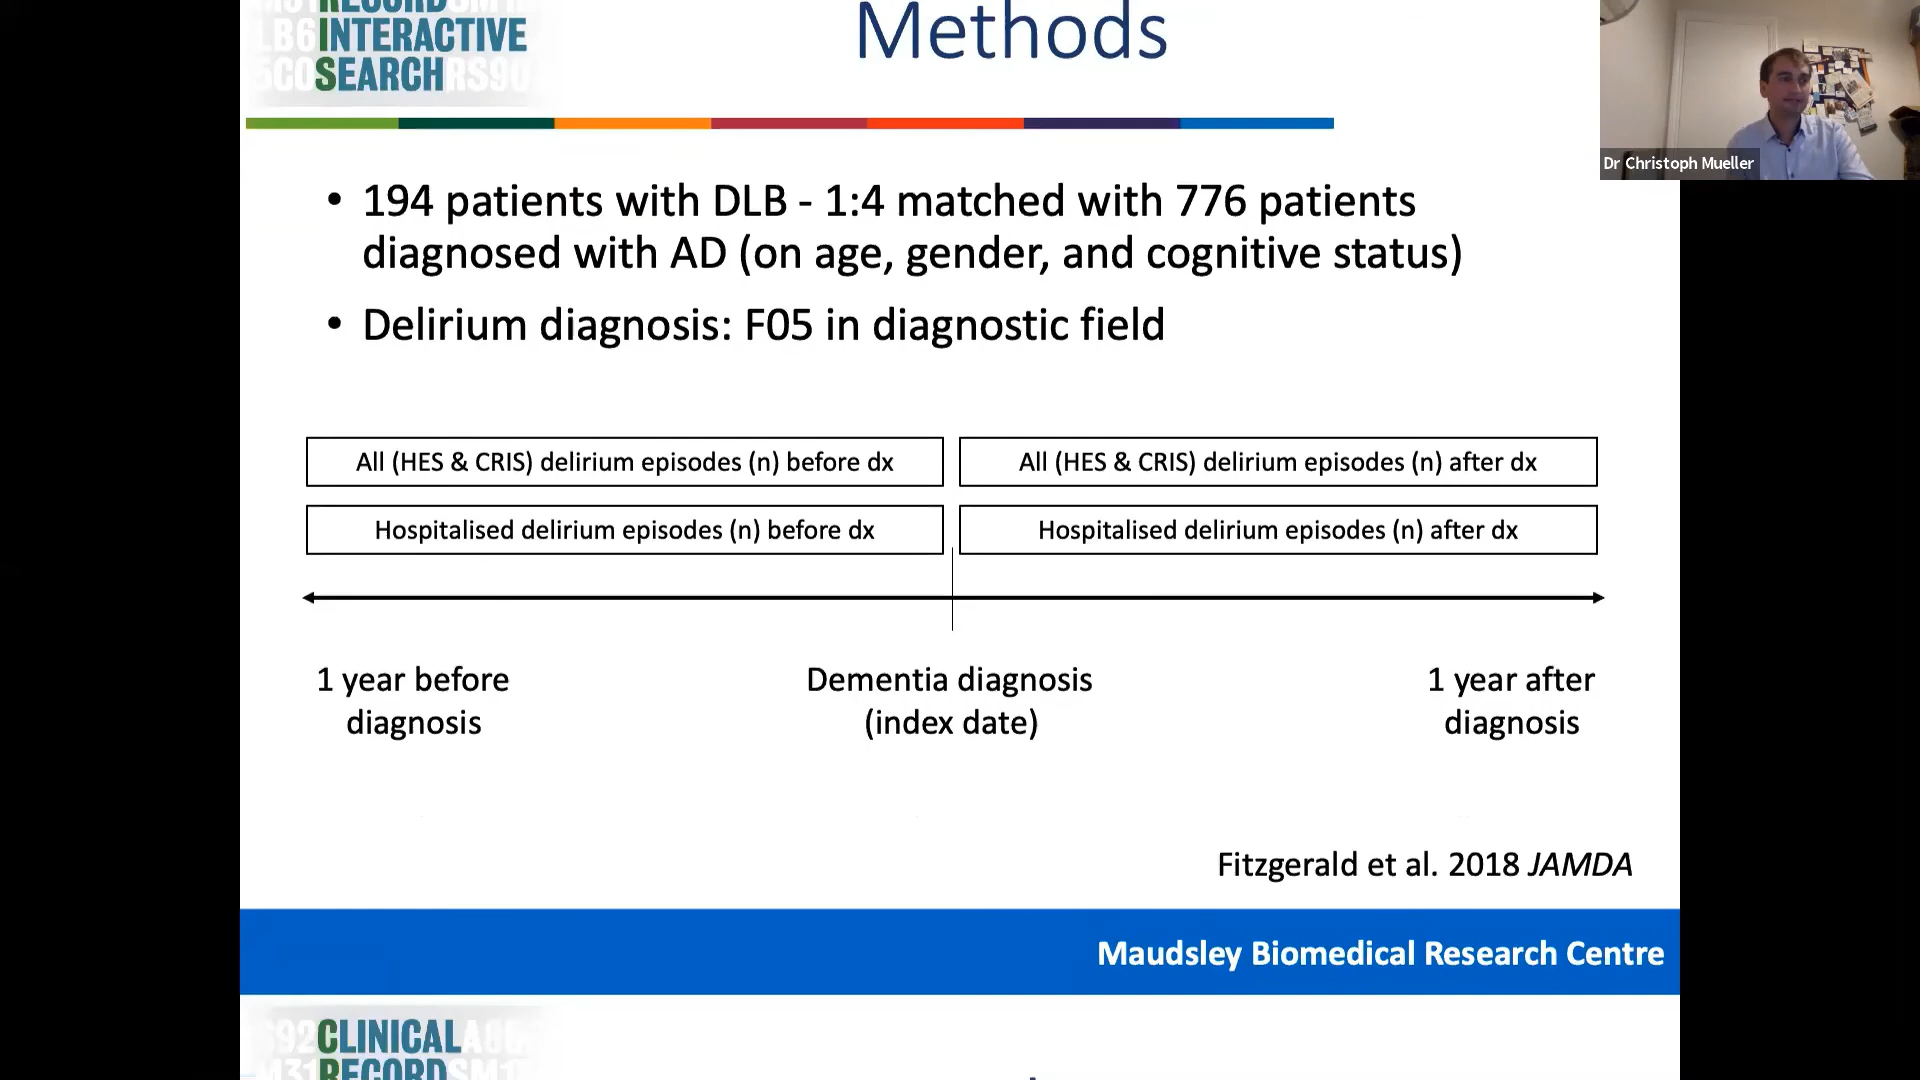 RECORD
INTERACTIVE
SEARCH
Methods
Dr Christoph Mueller
• 194 patients with DLB - 1:4 matched with 776 patients
diagnosed with AD (on age, gender, and cognitive status)
• Delirium diagnosis: F05 in diagnostic field
All (HES & CRIS) delirium episodes (n) before dx
All (HES & CRIS) delirium episodes (n) after dx
Hospitalised delirium episodes (n) before dx
Hospitalised delirium episodes (n) after dx
1 year before
diagnosis
Dementia diagnosis
(index date)
1 year after
diagnosis
Fitzgerald et al. 2018 JAMDA
Maudsley Biomedical Research Centre
CLINICAL
RECORD